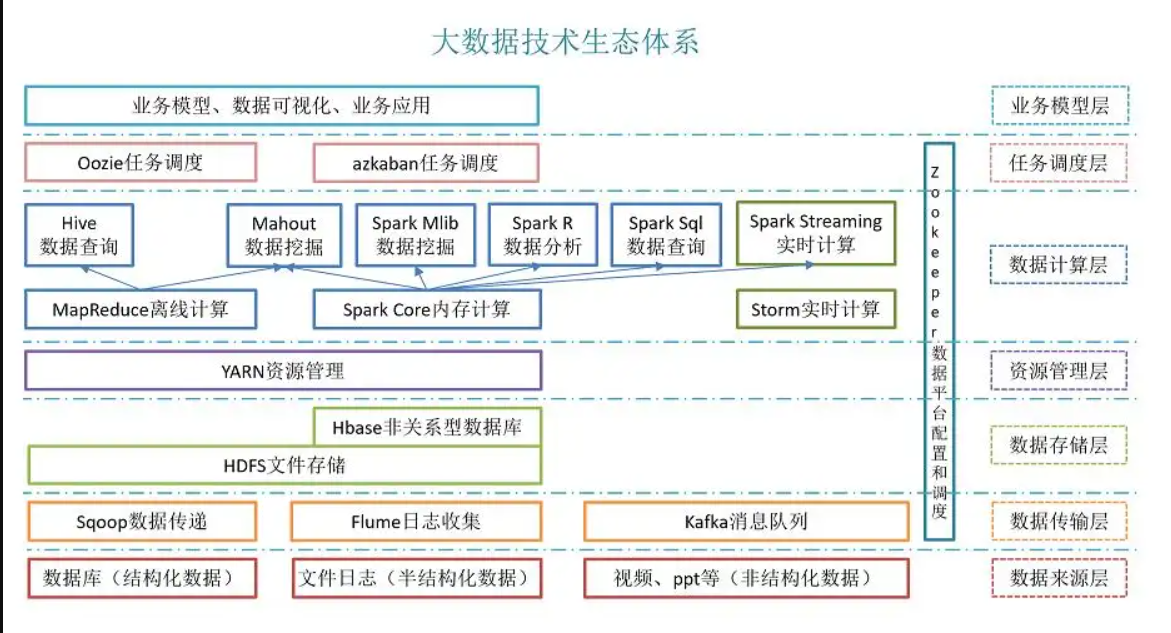 大数据技术生态体系
业务模型、数据可视化、业务应用
业务模型层
Oozie任务调度
azkaban任务调度
任务调度层
Hive
数据查询
Mahout
数据挖掘
Spark Mlib
数据挖掘
Spark R
数据分析
Spark Sql
数据查询
Spark Streaming
实时计算
数据计算层
MapReduce离线计算
Spark Core内存计算
Storm实时计算
Zookeeper数据平台配置和调度
YARN资源管理
资源管理层
Hbase非关系型数据库
HDFS文件存储
数据存储层
Sqoop数据传递
Flume日志收集
Kafka消息队列
数据传输层
数据库（结构化数据）
文件日志（半结构化数据）
视频、ppt等（非结构化数据）
数据来源层